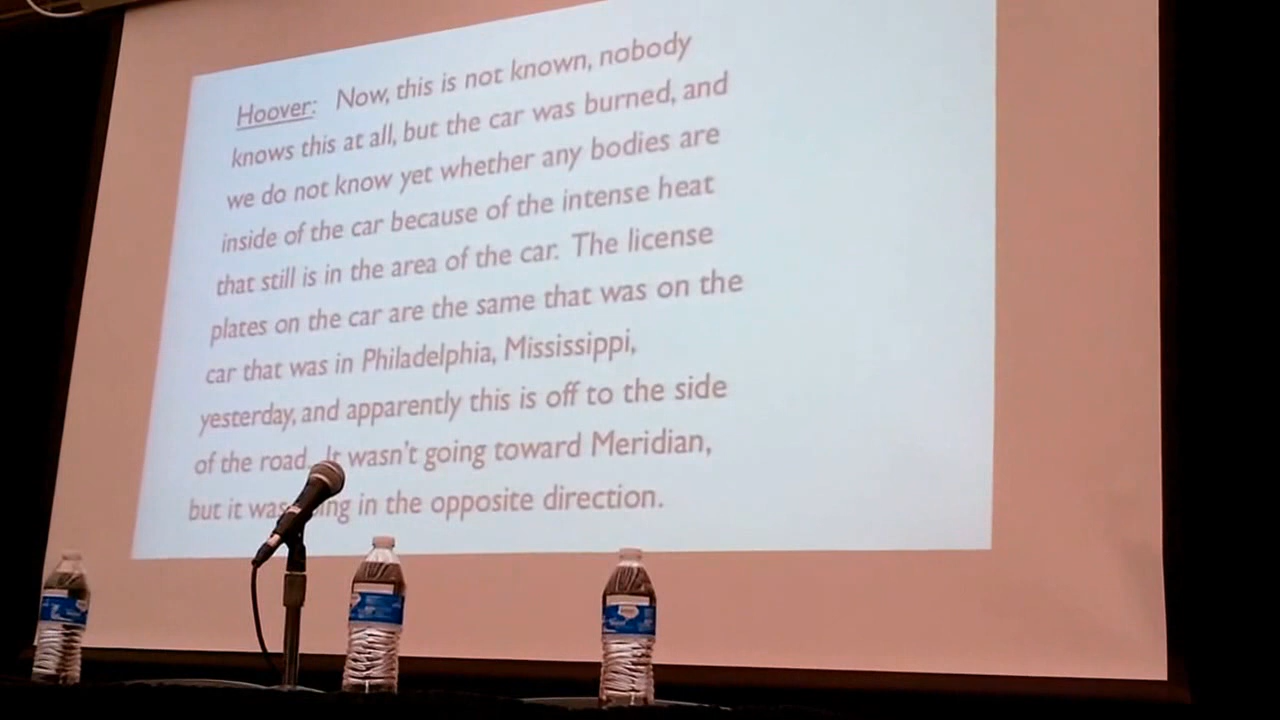 Hoover: Now, this is not known, nobody
knows this at all, but the car was burned, and
we do not know yet whether any bodies are
inside of the car because of the intense heat
that still is in the area of the car. The license
plates on the car are the same that was on the
car that was in Philadelphia, Mississippi,
yesterday, and apparently this is off to the side
of the road. It wasn't going toward Meridian,
but it was in the opposite direction.